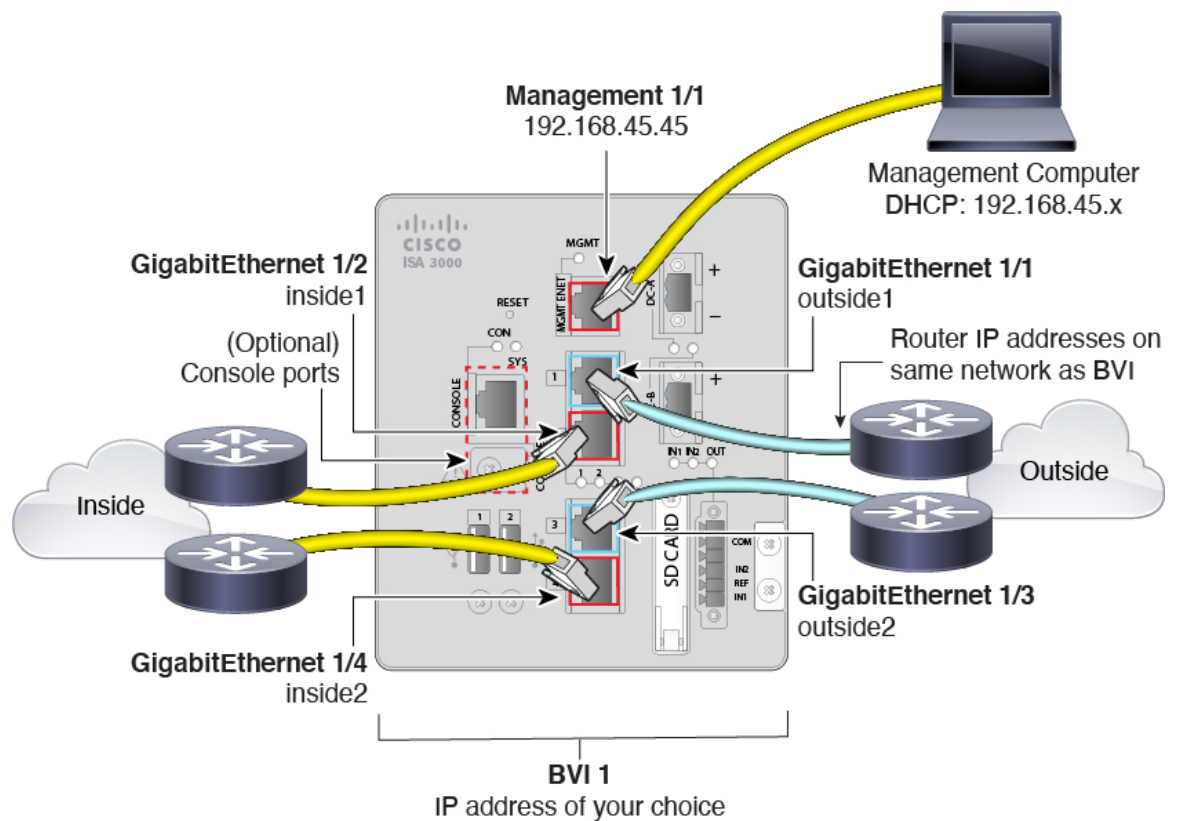 Management 1/1
192.168.45.45
Management Computer
DHCP: 192.168.45.x
CISCO
ISA 3000
MGMT
MGMT ENET
DC-A
+
−
GigabitEthernet 1/2
inside1
GigabitEthernet 1/1
outside1
RESET
CON
SYS
(Optional)
Console ports
CONSOLE
1
+
Router IP addresses on
same network as BVI
IN1 IN2 OUT
1 2
Inside
Outside
1 2
3
SD CARD
COM
IN2
REF
IN1
GigabitEthernet 1/3
outside2
GigabitEthernet 1/4
inside2
BVI 1
IP address of your choice